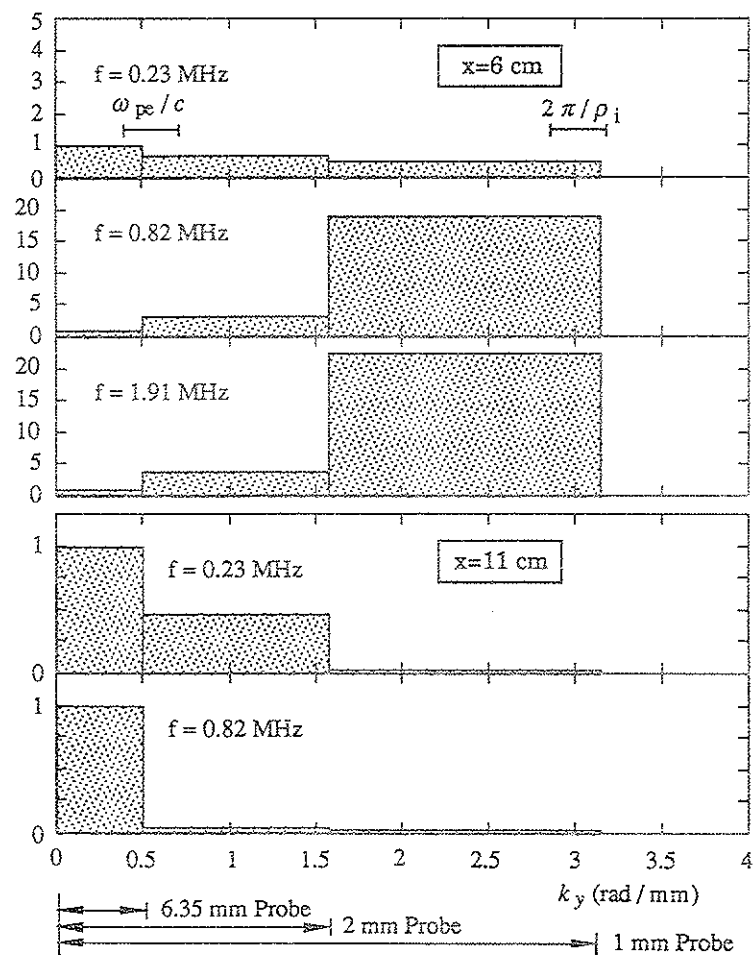 5
4
3
2
1
0
f = 0.23 MHz
x=6 cm
ω pe / c
2 π / ρ i
20
15
10
5
0
f = 0.82 MHz
20
15
10
5
0
f = 1.91 MHz
1
0
f = 0.23 MHz
x=11 cm
1
0
f = 0.82 MHz
0 0.5 1 1.5 2 2.5 3 3.5 4
k y (rad / mm)
6.35 mm Probe
2 mm Probe
1 mm Probe